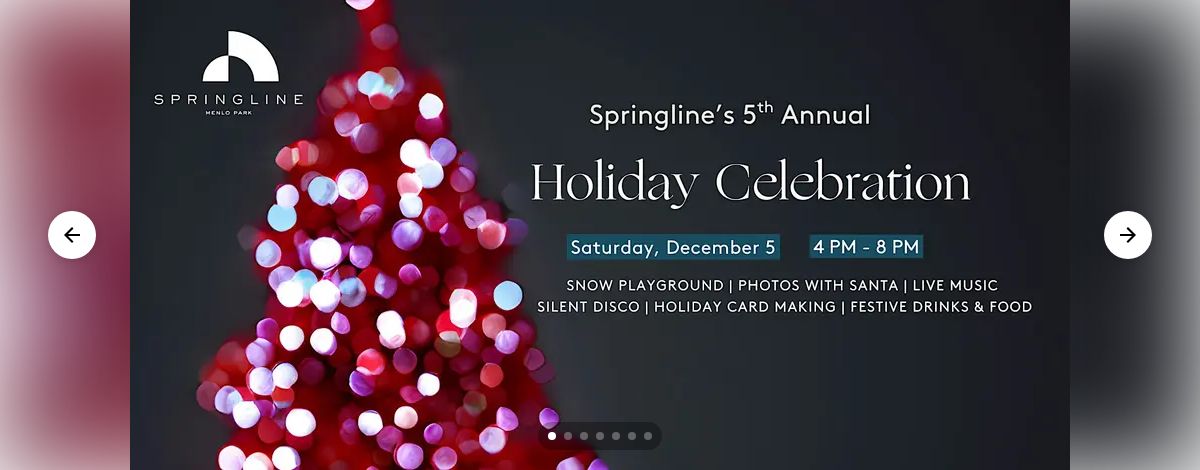 SPRINGLINE
MENLO PARK
Springline's 5th Annual
Holiday Celebration
Saturday, December 5 4 PM - 8 PM
SNOW PLAYGROUND | PHOTOS WITH SANTA | LIVE MUSIC
SILENT DISCO | HOLIDAY CARD MAKING | FESTIVE DRINKS & FOOD